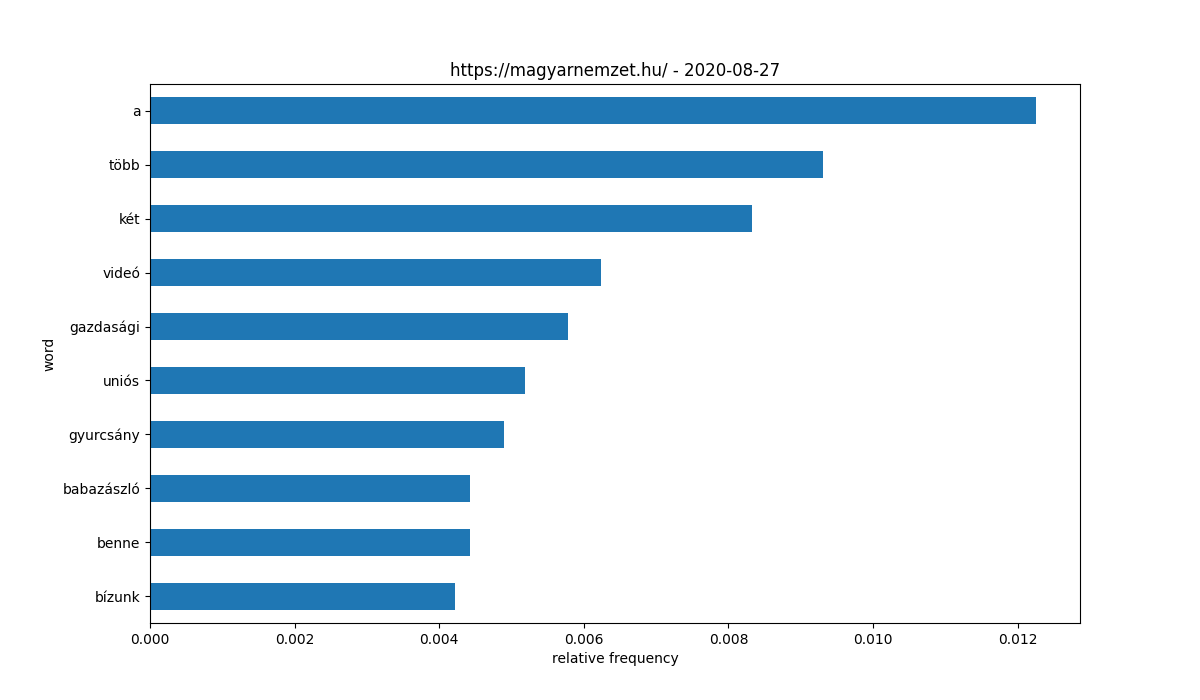 https://magyarnemzet.hu/ - 2020-08-27
a
több
két
videó
gazdasági
uniós
gyurcsány
babazászló
benne
bízunk
word
0.000 0.002 0.004 0.006 0.008 0.010 0.012
relative frequency